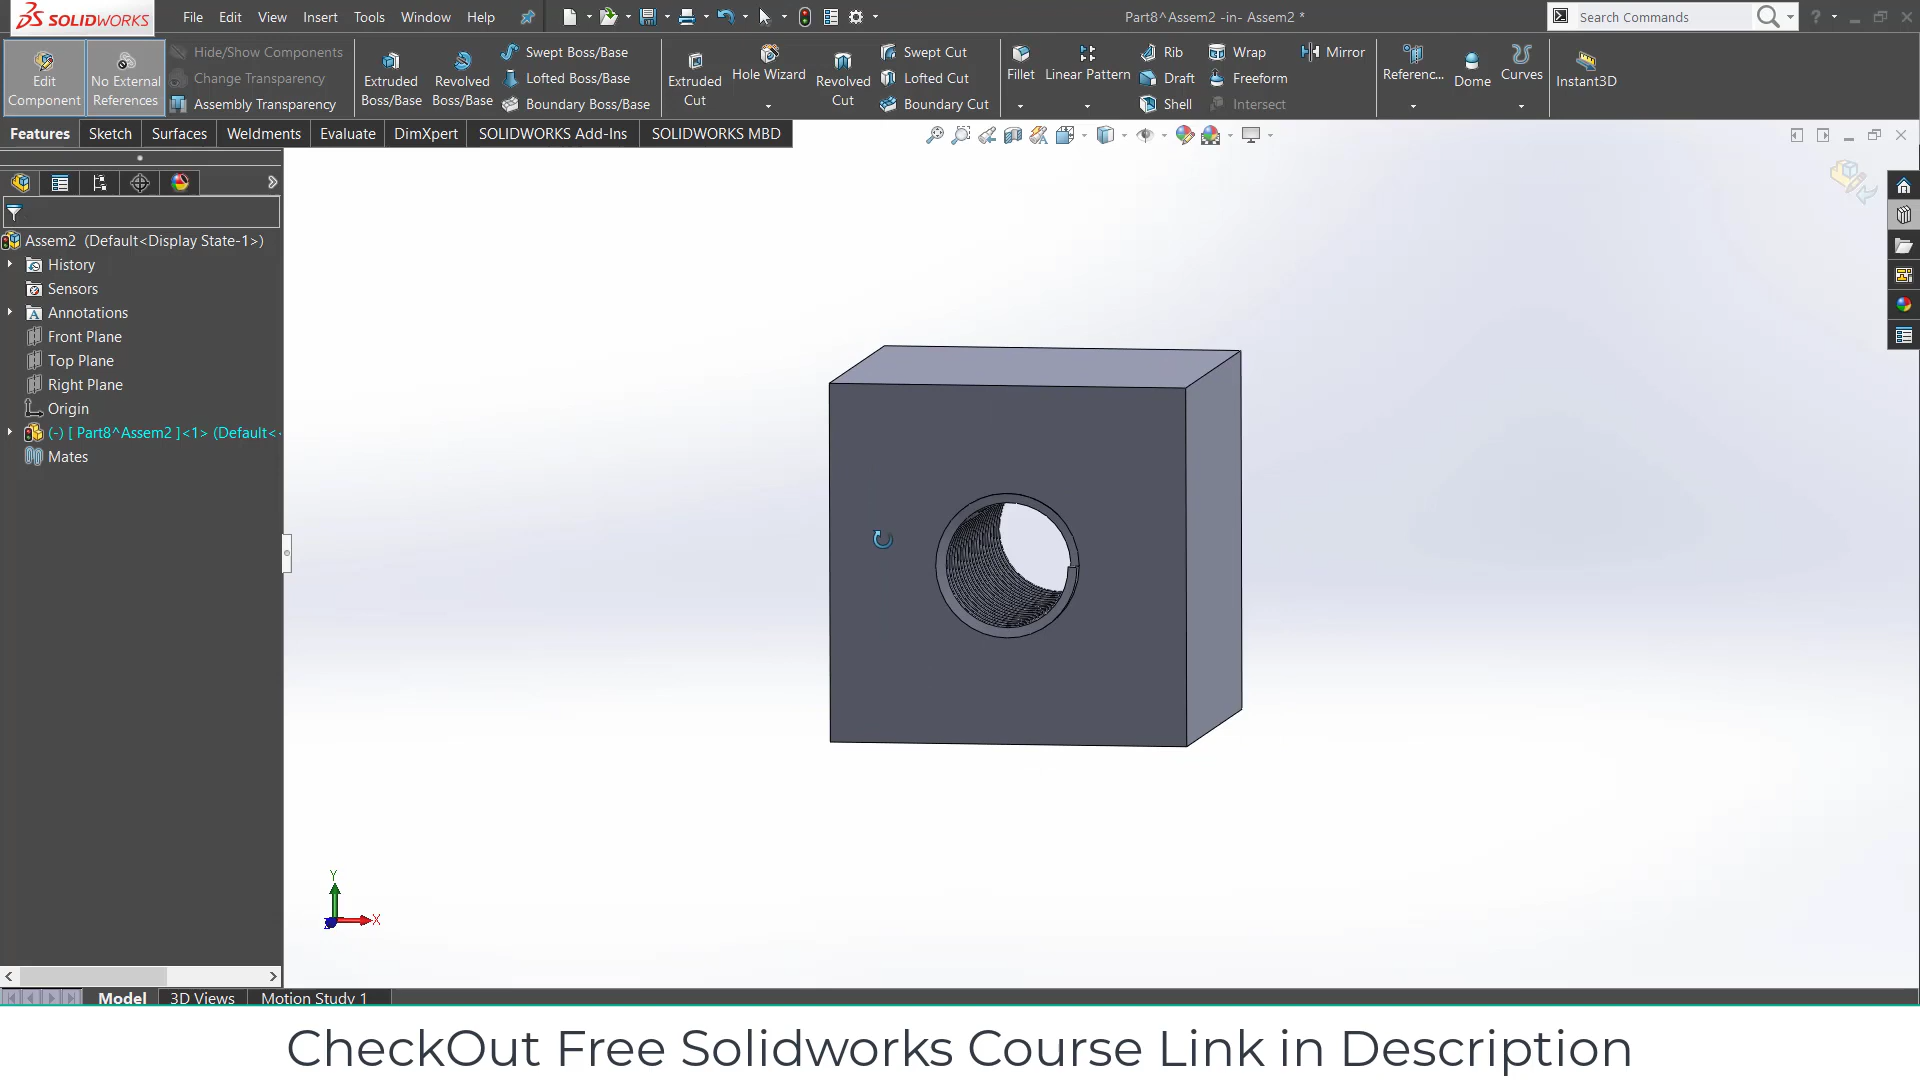 SOLIDWORKS
File Edit View Insert Tools Window Help
Part8^Assem2 -in- Assem2 *
Search Commands
?
Edit Component
No External References
Hide/Show Components
Change Transparency
Assembly Transparency
Extruded Boss/Base
Revolved Boss/Base
Swept Boss/Base
Lofted Boss/Base
Boundary Boss/Base
Extruded Cut
Hole Wizard
Revolved Cut
Swept Cut
Lofted Cut
Boundary Cut
Fillet
Linear Pattern
Rib
Draft
Shell
Wrap
Freeform
Intersect
Mirror
Referenc...
Dome
Curves
Instant3D
Features Sketch Surfaces Weldments Evaluate DimXpert SOLIDWORKS Add-Ins SOLIDWORKS MBD
Assem2 (Default<Display State-1>)
History
Sensors
Annotations
Front Plane
Top Plane
Right Plane
Origin
(-) [ Part8^Assem2 ]<1> (Default<
Mates
Y
X
Model 3D Views Motion Study 1
CheckOut Free Solidworks Course Link in Description